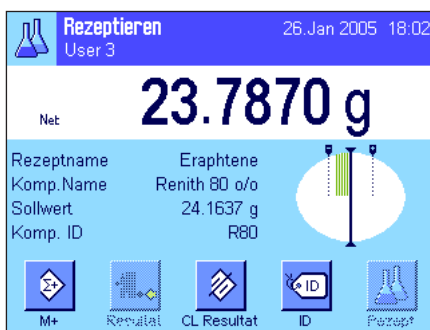 Rezeptieren 26.Jan 2005 18:02
User 3
Net 23.7870 g
Rezeptname Eraphtene
Komp.Name Renith 80 o/o
Sollwert 24.1637 g
Komp. ID R80
Σ+ ID
M+ Resultat CL Resultat ID Rezept